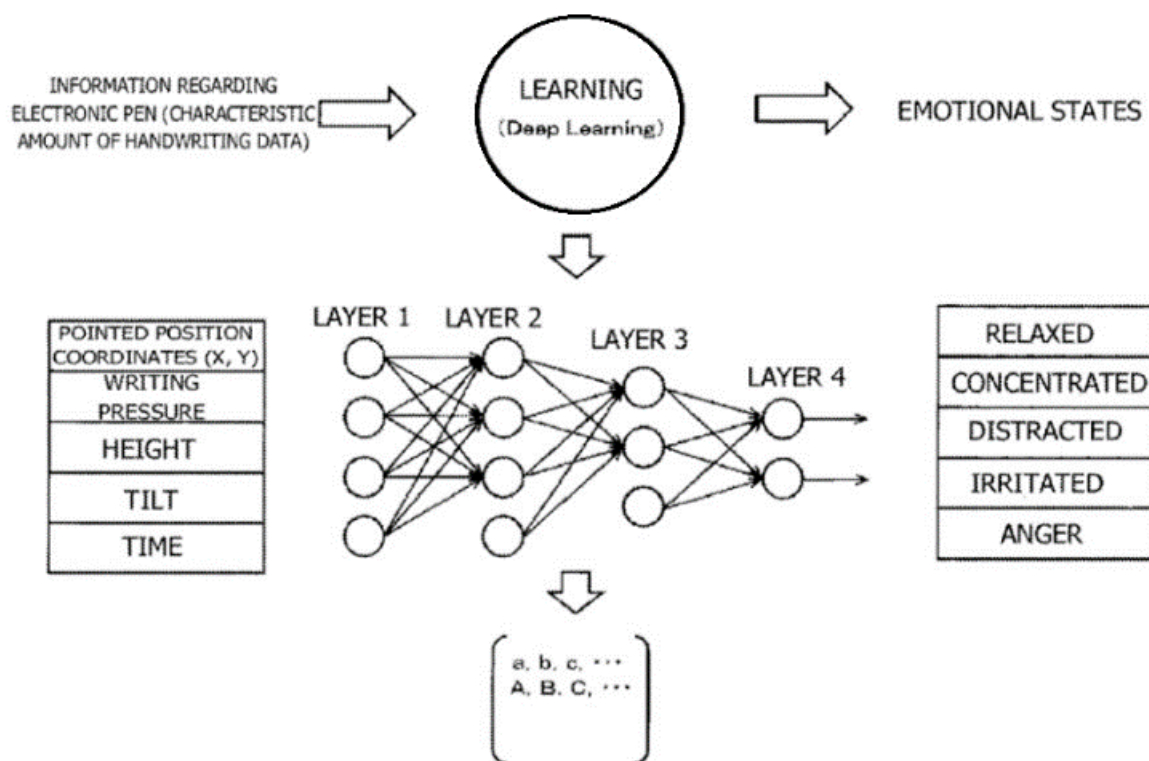 INFORMATION REGARDING
ELECTRONIC PEN (CHARACTERISTIC
AMOUNT OF HANDWRITING DATA)
LEARNING
(Deep Learning)
EMOTIONAL STATES
POINTED POSITION
COORDINATES (X, Y)
WRITING
PRESSURE
HEIGHT
TILT
TIME
LAYER 1
LAYER 2
LAYER 3
LAYER 4
RELAXED
CONCENTRATED
DISTRACTED
IRRITATED
ANGER
a, b, c, ···
A, B, C, ···